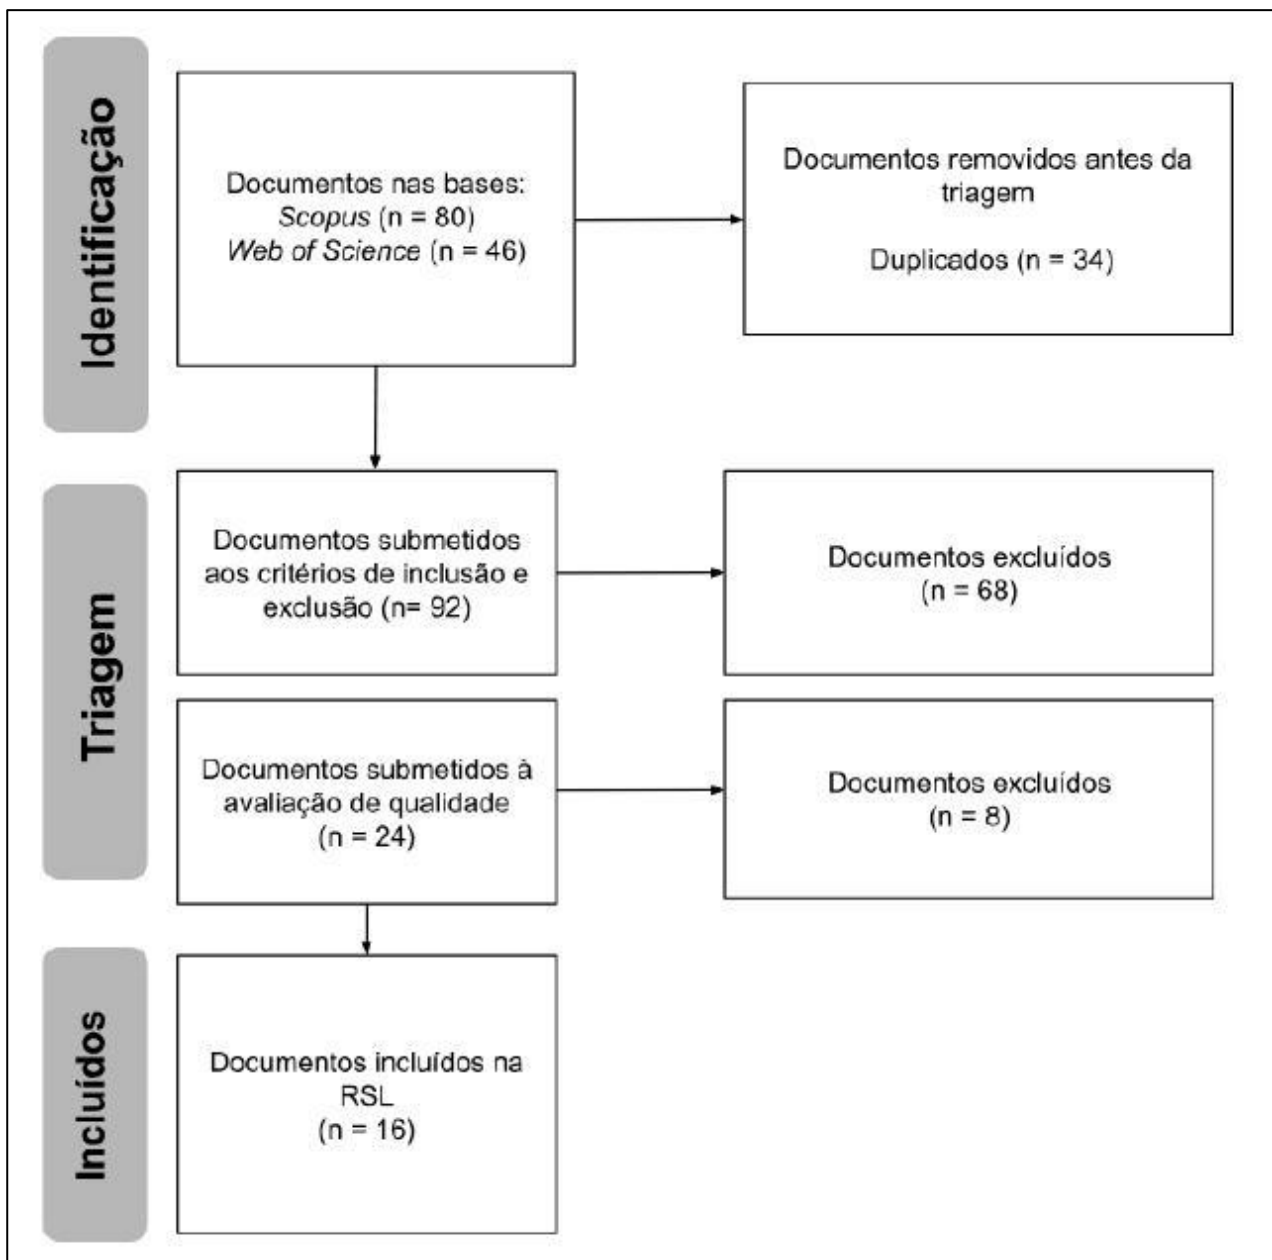 Identificação
Documentos nas bases:
Scopus (n = 80)
Web of Science (n = 46)
Documentos removidos antes da
triagem
Duplicados (n = 34)
Triagem
Documentos submetidos
aos critérios de inclusão e
exclusão (n= 92)
Documentos excluídos
(n = 68)
Documentos submetidos à
avaliação de qualidade
(n = 24)
Documentos excluídos
(n = 8)
Incluídos
Documentos incluídos na
RSL
(n = 16)